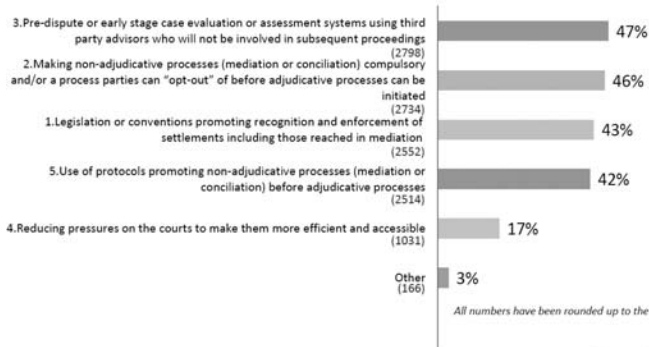 3.Pre-dispute or early stage case evaluation or assessment systems using third
party advisors who will not be involved in subsequent proceedings
(2798)
47%
2.Making non-adjudicative processes (mediation or conciliation) compulsory
and/or a process parties can “opt-out” of before adjudicative processes can be
initiated
(2734)
46%
1.Legislation or conventions promoting recognition and enforcement of
settlements including those reached in mediation
(2552)
43%
5.Use of protocols promoting non-adjudicative processes (mediation or
conciliation) before adjudicative processes
(2514)
42%
4.Reducing pressures on the courts to make them more efficient and accessible
(1031)
17%
Other
(166)
3%
All numbers have been rounded up to the